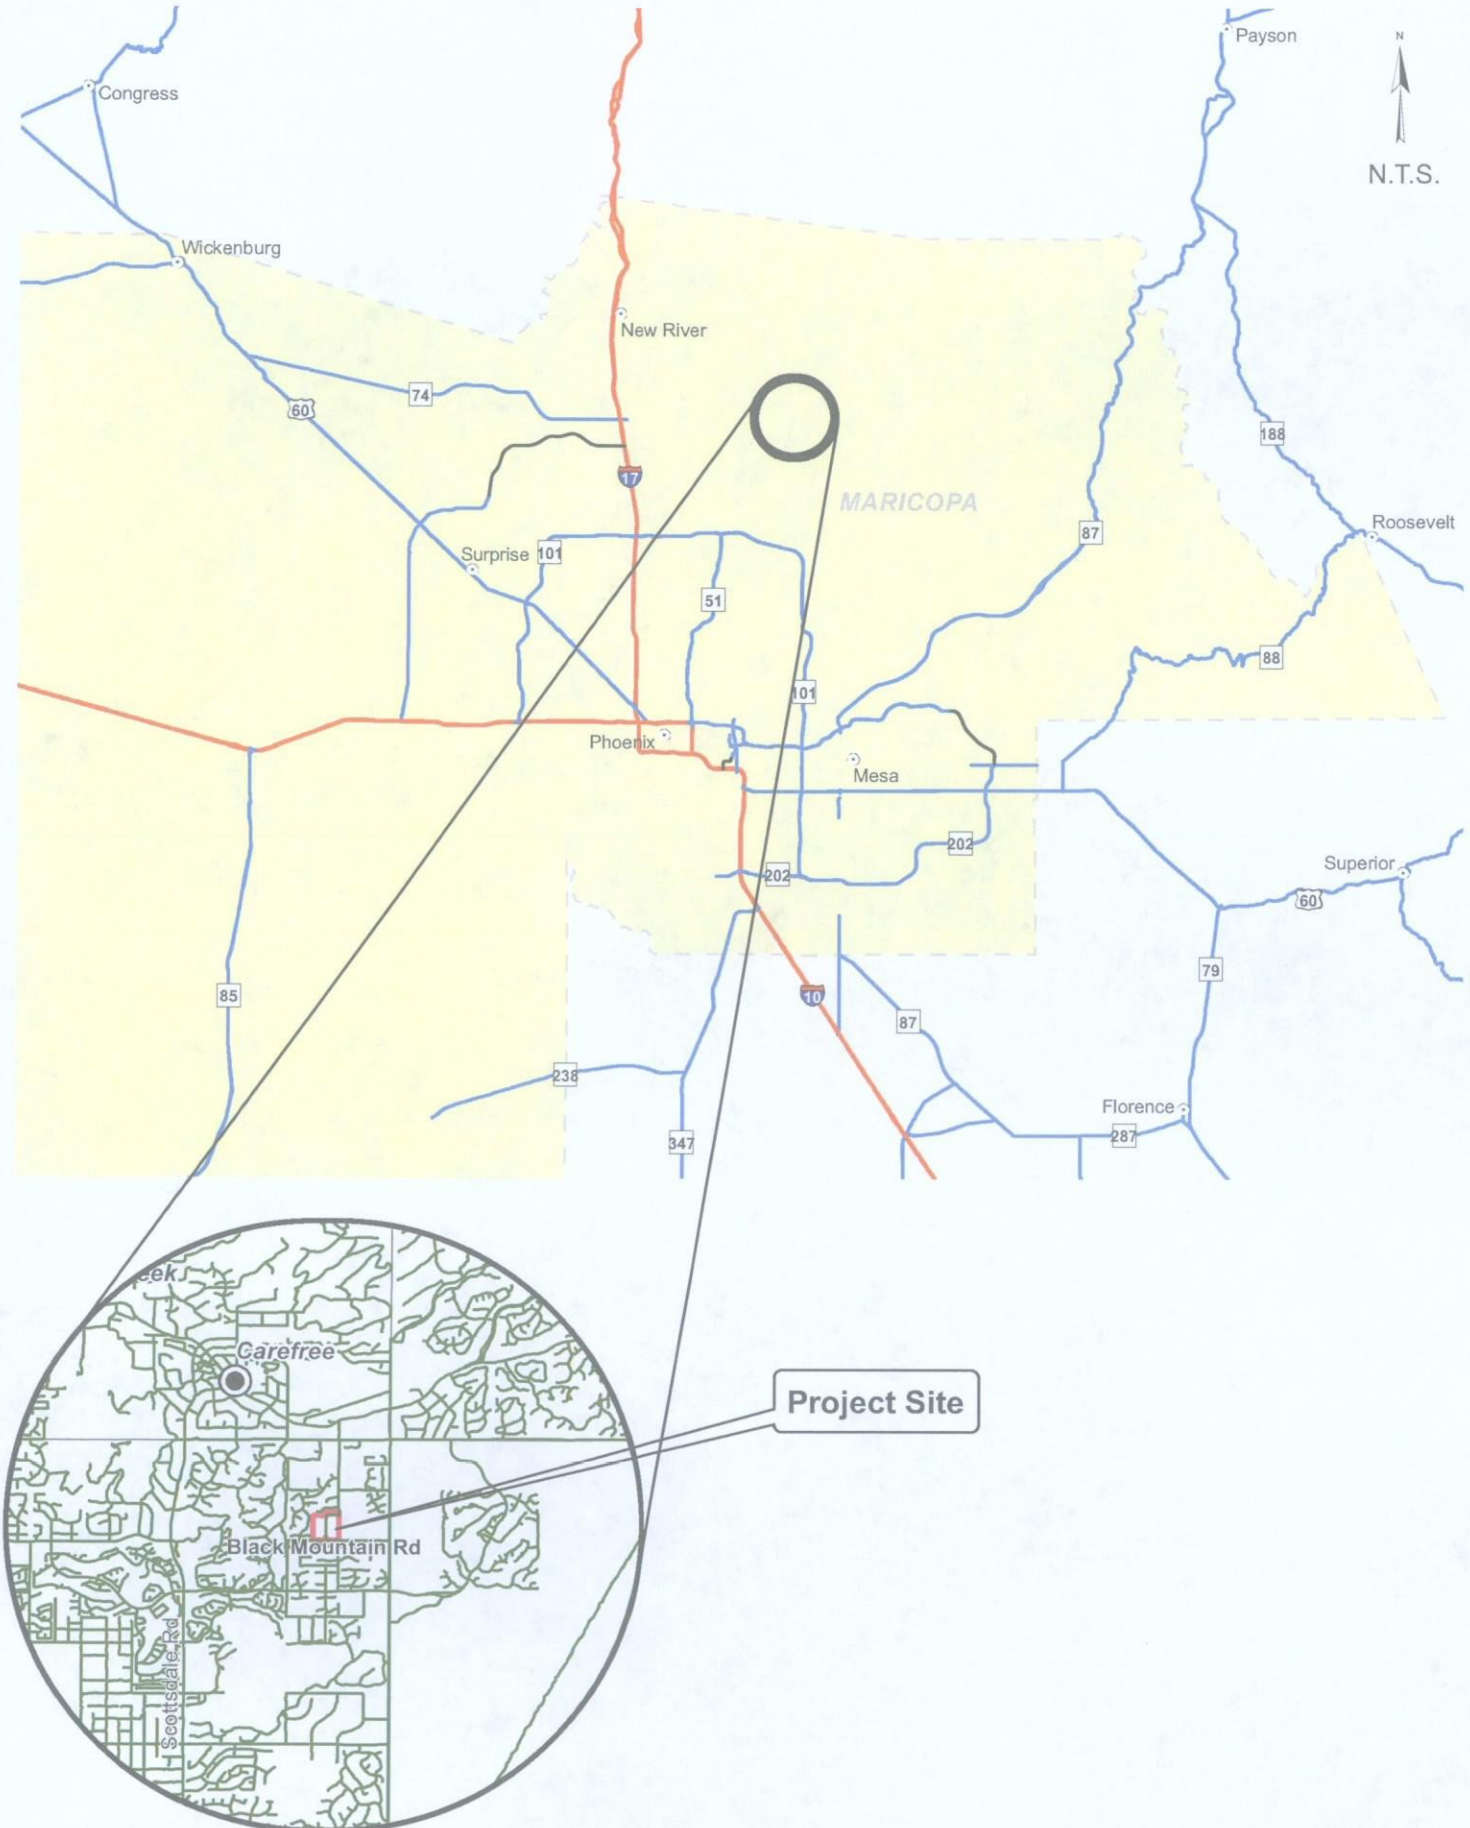 Payson
N
Congress
N.T.S.
Wickenburg
New River
74
60
188
17
MARICOPA
Roosevelt
87
Surprise
101
51
88
101
Phoenix
Mesa
202
202
Superior
60
79
85
10
87
238
Florence
287
347
eek
Carefree
Project Site
Black Mountain Rd
Scottsdale Rd